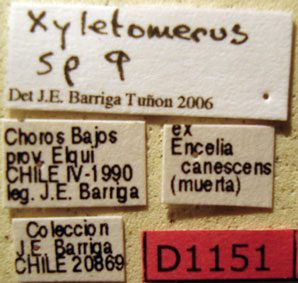 Xyletomerus
sp ♀
Det J.E. Barriga Tuñon 2006
Choros Bajos
prov. Elqui
CHILE IV-1990
leg. J.E. Barriga
ex
Encelia
canescens
(muerta)
Coleccion
J.E. Barriga
CHILE 20869
D1151